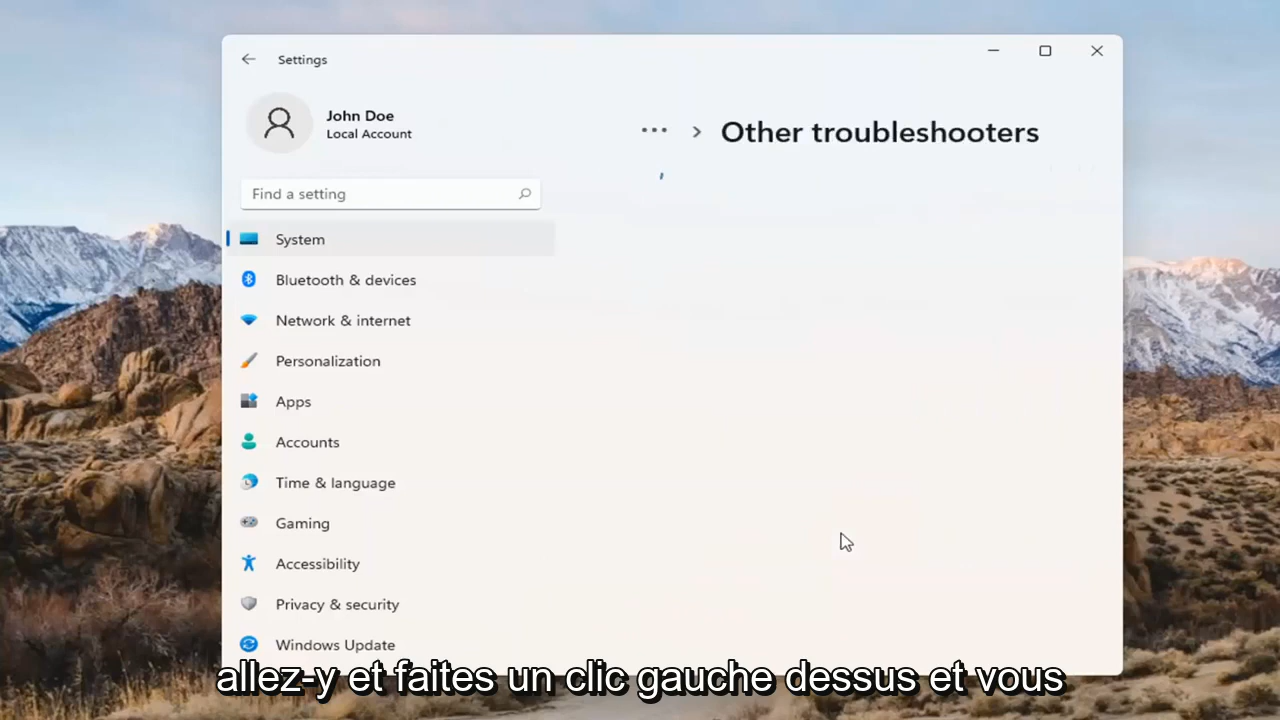 Settings
John Doe
Local Account
Find a setting
System
Bluetooth & devices
Network & internet
Personalization
Apps
Accounts
Time & language
Gaming
Accessibility
Privacy & security
Windows Update
... > Other troubleshooters
allez-y et faites un clic gauche dessus et vous